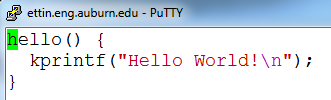 ettin.eng.auburn.edu - PuTTY
hello() {
  kprintf("Hello World!\n");
}